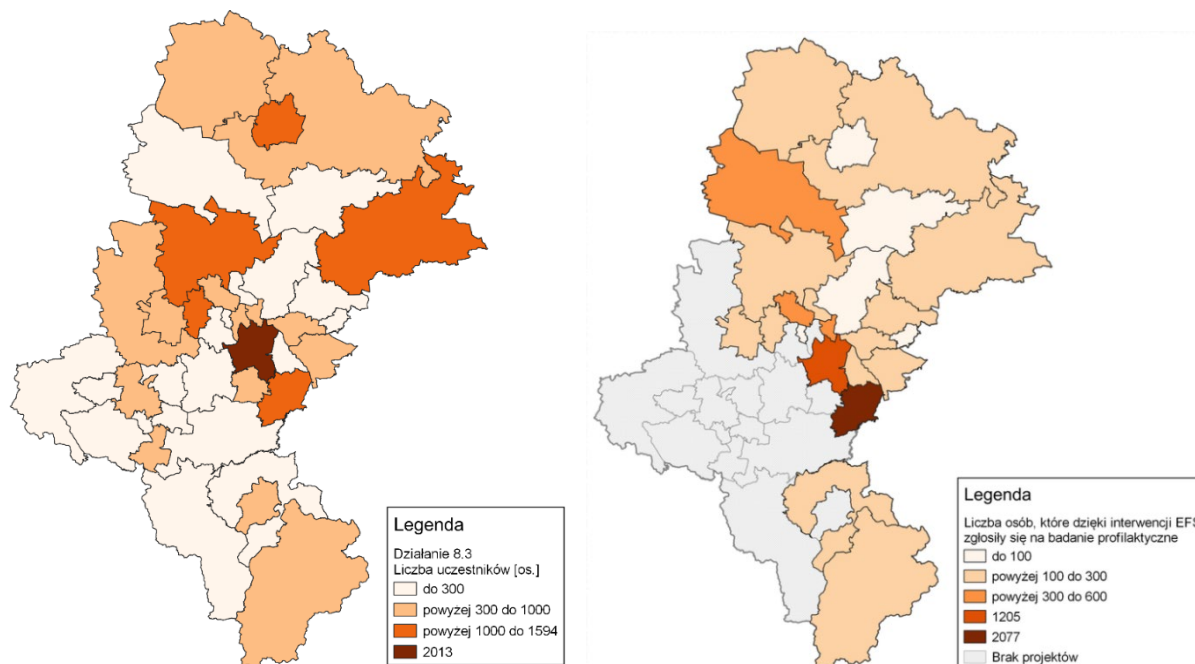 Legenda
Działanie 8.3
Liczba uczestników [os.]
do 300
powyżej 300 do 1000
powyżej 1000 do 1594
2013
Legenda
Liczba osób, które dzięki interwencji EFS
zgłosiły się na badanie profilaktyczne
do 100
powyżej 100 do 300
powyżej 300 do 600
1205
2077
Brak projektów